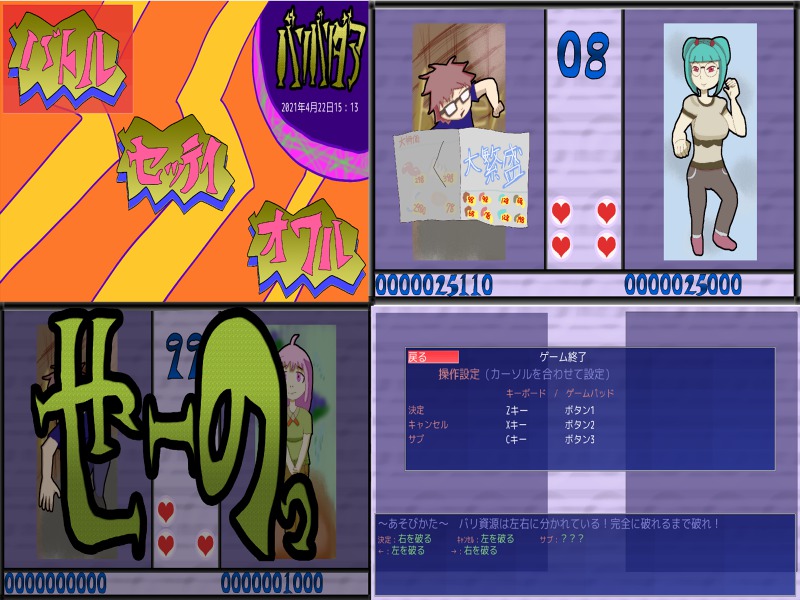 バトル
バリバリダア
2021年4月22日15：13
セッテイ
オワル
08
大繁盛
0000025110
0000025000
せーのっ
0000000000
0000001000
戻る
ゲーム終了
操作設定（カーソルを合わせて設定）
キーボード / ゲームパッド
決定 Zキー ボタン1
キャンセル Xキー ボタン2
サブ Cキー ボタン3
～あそびかた～ バリ資源は左右に分かれている！完全に破れるまで破れ！
決定：右を破る ｷｬﾝｾﾙ：左を破る サブ：？？？
←：左を破る →：右を破る